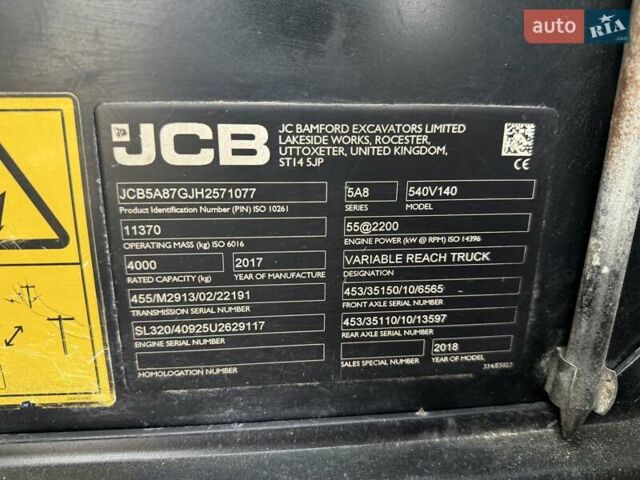 auto RIA.com
JCB
JC BAMFORD EXCAVATORS LIMITED
LAKESIDE WORKS, ROCESTER,
UTTOXETER, UNITED KINGDOM,
ST14 5JP
JCB5A87GJH2571077
Product Identification Number (PIN) ISO 10261
5A8 540V140
SERIES MODEL
11370
OPERATING MASS (kg) ISO 6016
55@2200
ENGINE POWER (kW @ RPM) ISO 14396
4000 2017
RATED CAPACITY (kg) YEAR OF MANUFACTURE
VARIABLE REACH TRUCK
DESIGNATION
455/M2913/02/22191
TRANSMISSION SERIAL NUMBER
453/35150/10/6565
FRONT AXLE SERIAL NUMBER
SL320/40925U2629117
ENGINE SERIAL NUMBER
453/35110/10/13597
REAR AXLE SERIAL NUMBER
HOMOLOGATION NUMBER
2018
SALES SPECIAL NUMBER YEAR OF MODEL